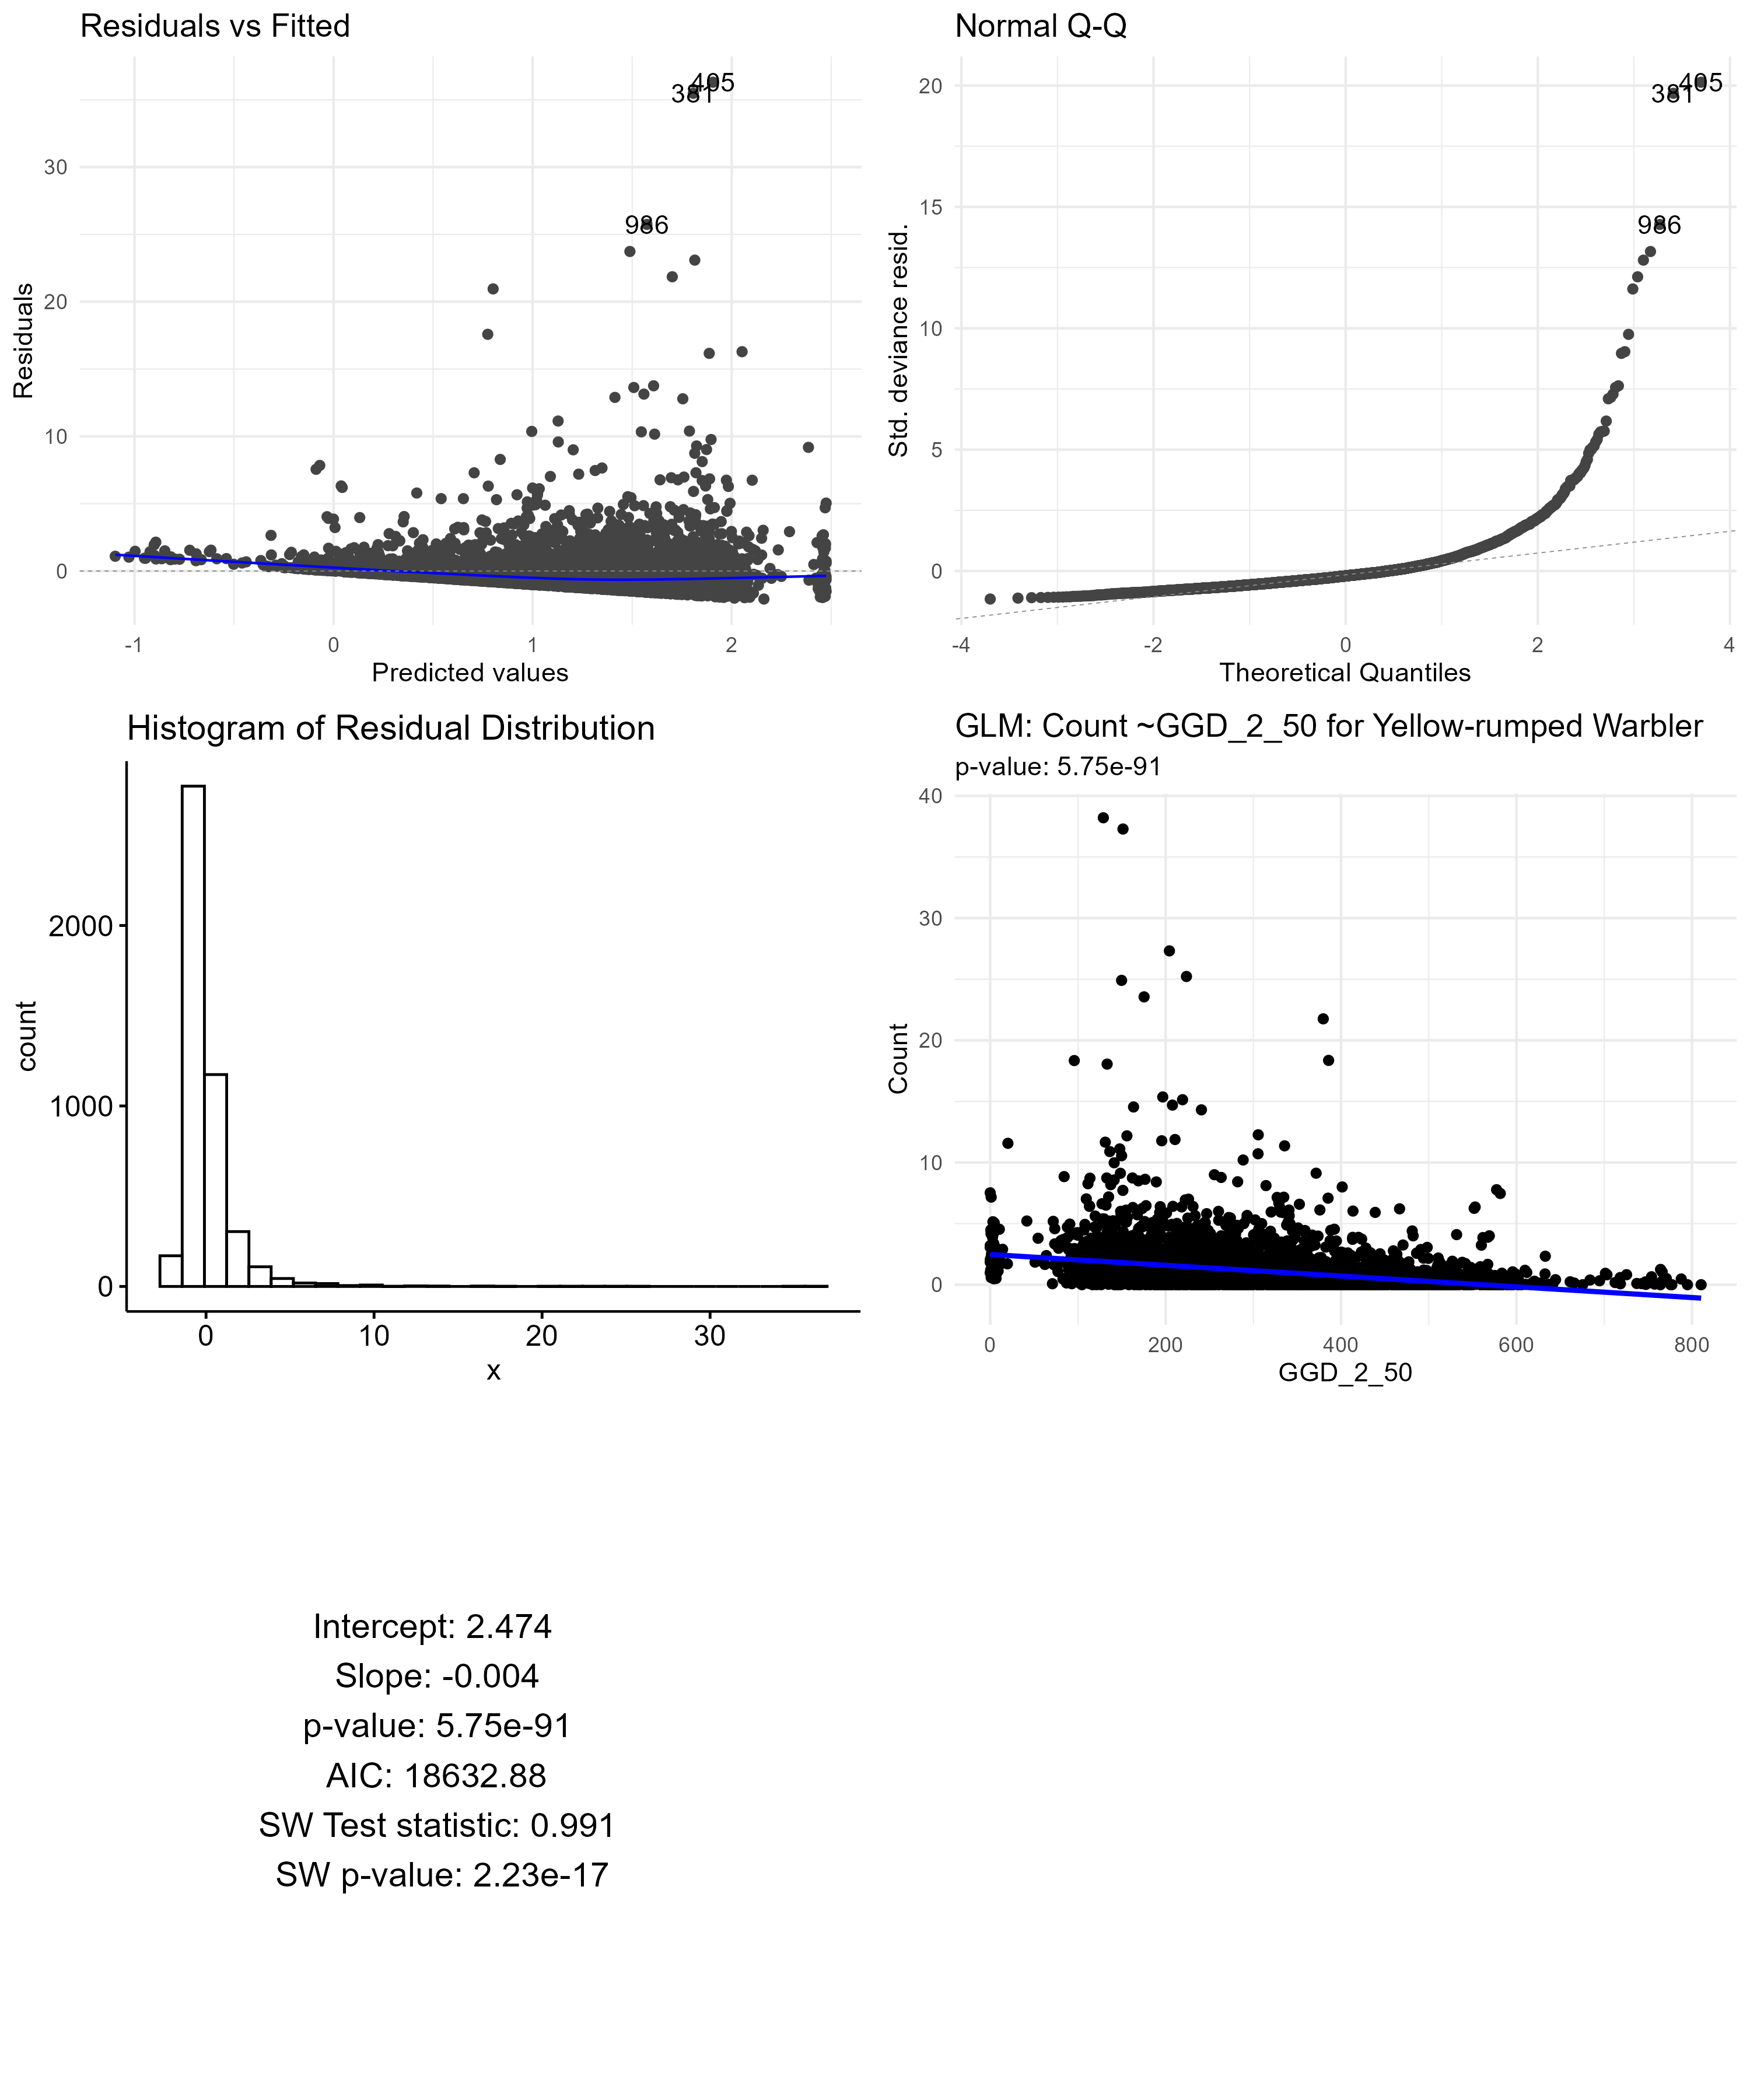 Residuals vs Fitted
Residuals
30
20
10
0
-1
0
1
2
Predicted values
405
381
986
Normal Q-Q
Std. deviance resid.
20
15
10
5
0
-4
-2
0
2
4
Theoretical Quantiles
405
381
986
Histogram of Residual Distribution
count
2000
1000
0
0
10
20
30
x
GLM: Count ~GGD_2_50 for Yellow-rumped Warbler
p-value: 5.75e-91
Count
40
30
20
10
0
0
200
400
600
800
GGD_2_50
Intercept: 2.474
Slope: -0.004
p-value: 5.75e-91
AIC: 18632.88
SW Test statistic: 0.991
SW p-value: 2.23e-17